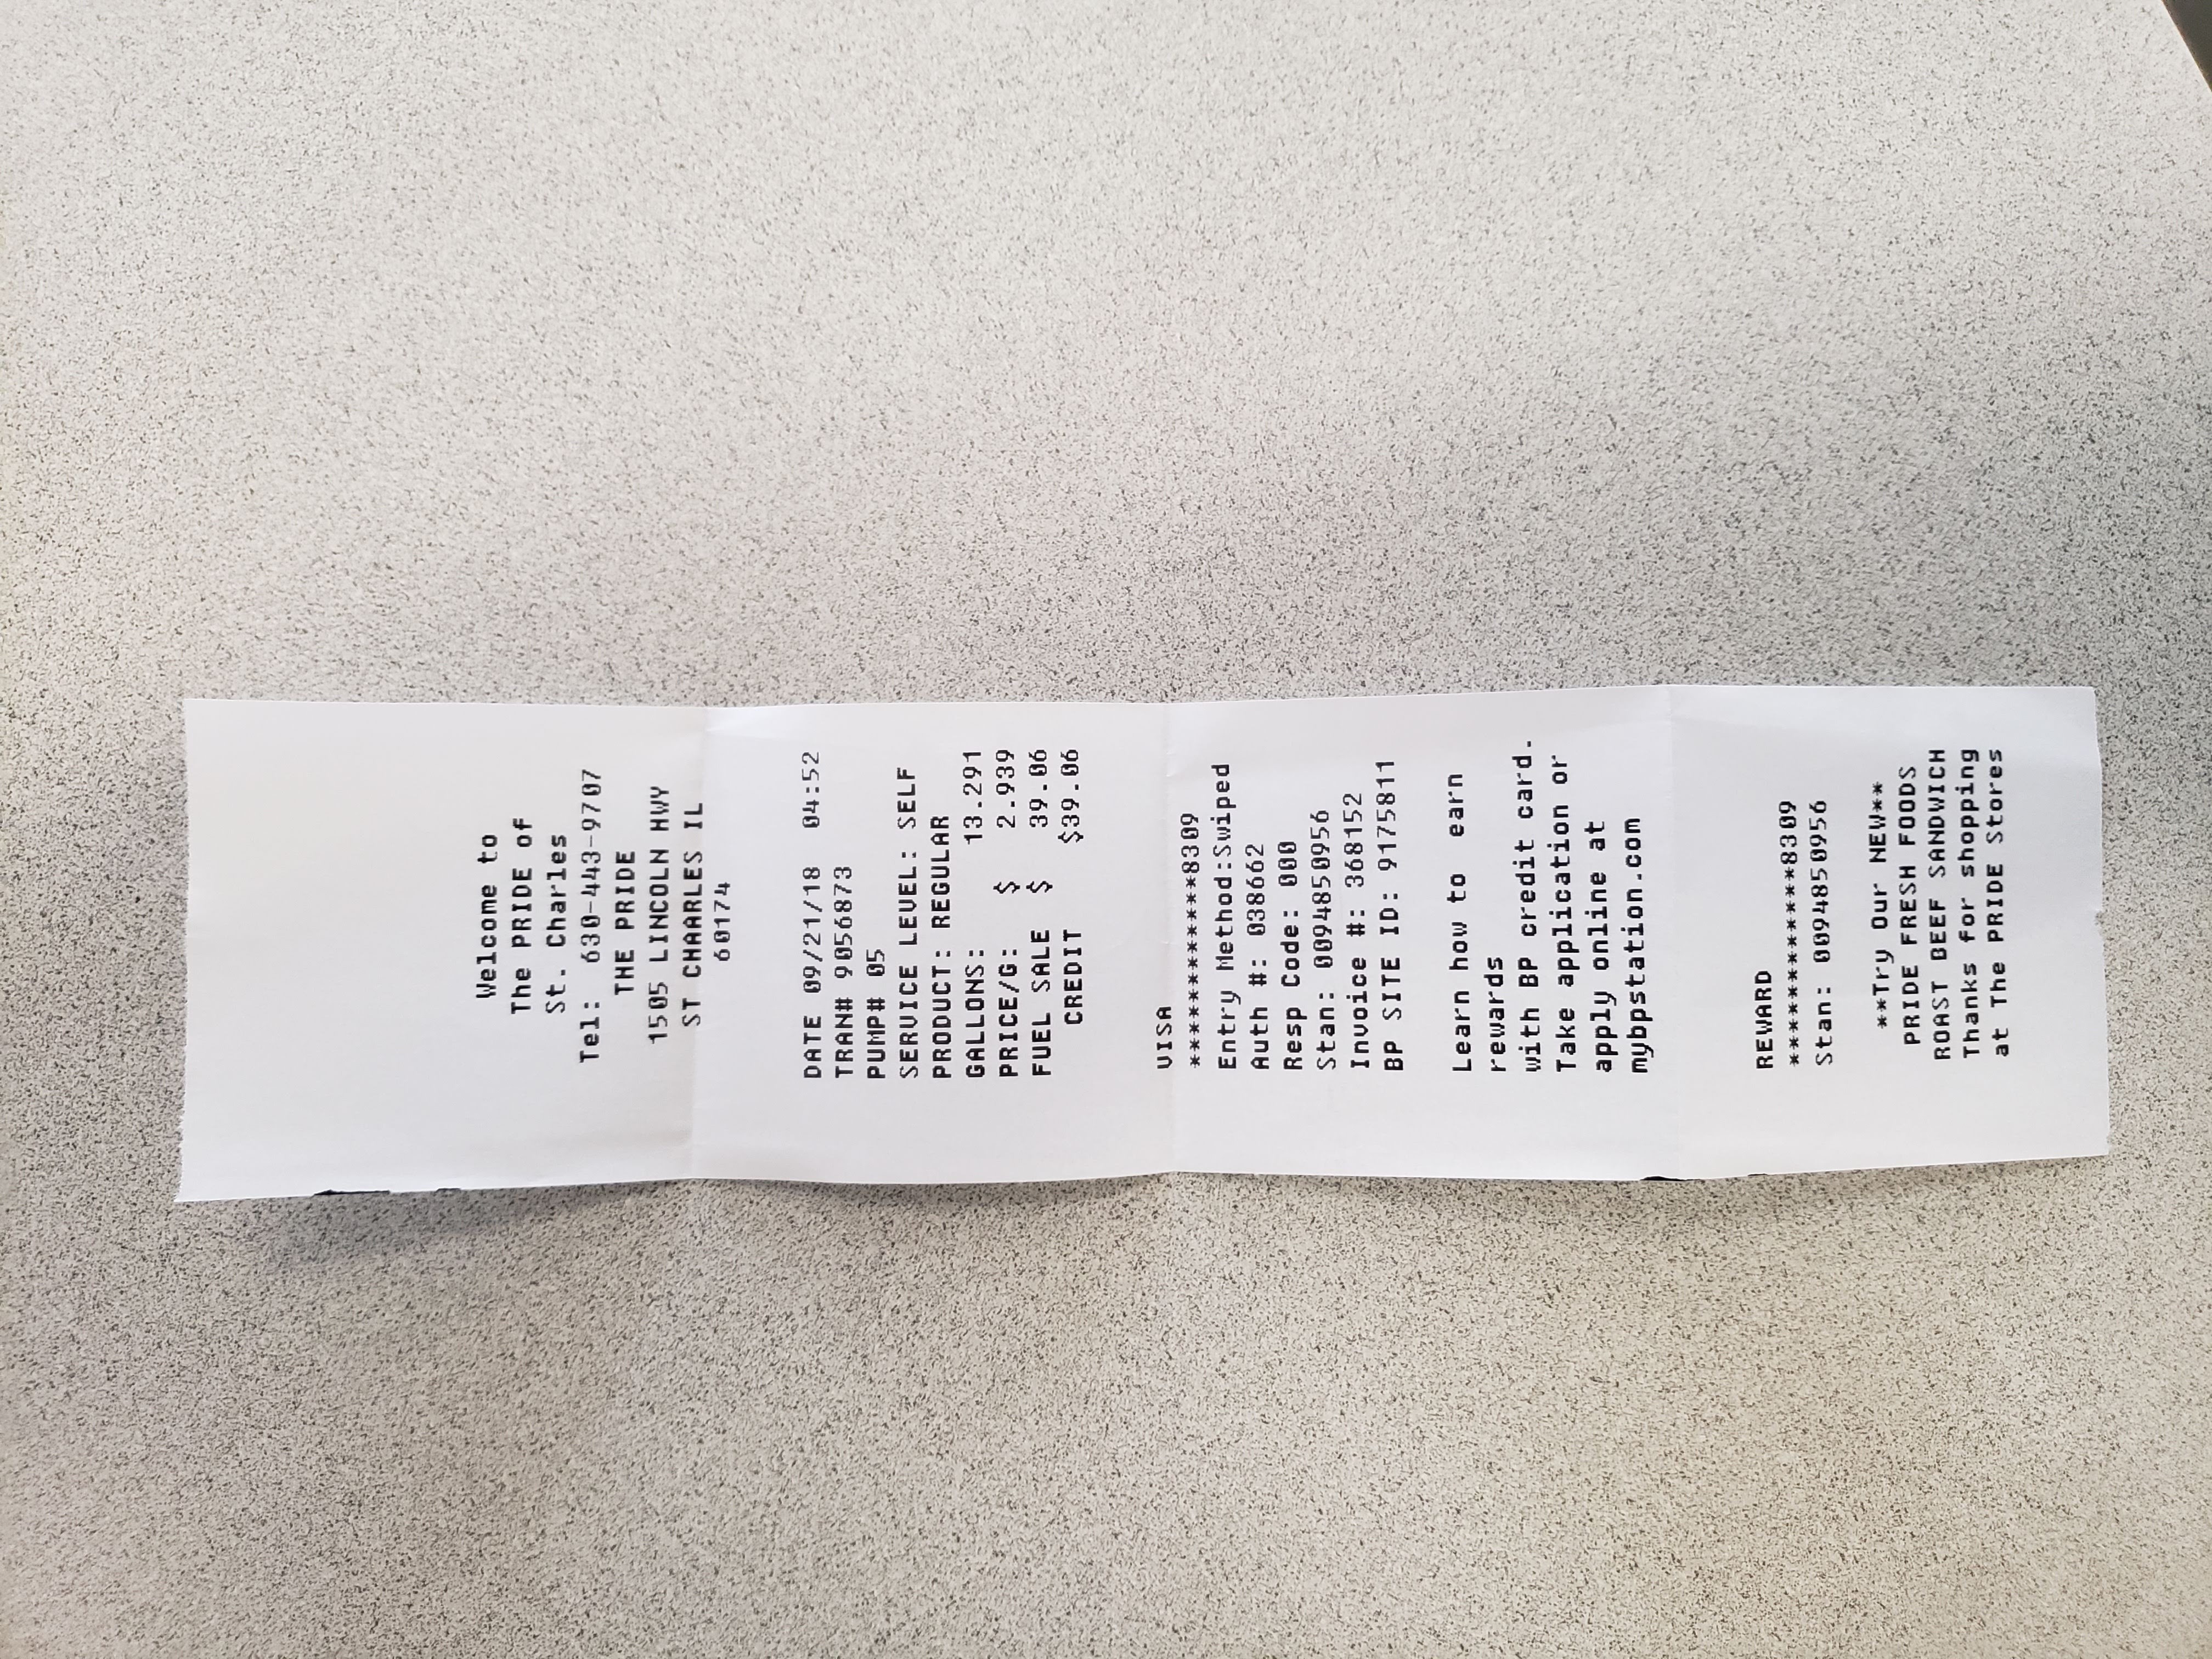 Welcome to
The PRIDE of
St. Charles
Tel: 630-443-9707
THE PRIDE
1505 LINCOLN HWY
ST CHAARLES IL
60174
DATE 09/21/18 04:52
TRAN# 9056873
PUMP# 05
SERVICE LEVEL: SELF
PRODUCT: REGULAR
GALLONS: 13.291
PRICE/G: $ 2.939
FUEL SALE $ 39.06
CREDIT $39.06
VISA
************8309
Entry Method:Swiped
Auth #: 038662
Resp Code: 000
Stan: 00948509​56
Invoice #: 368152
BP SITE ID: 9175811
Learn how to earn
rewards
with BP credit card.
Take application or
apply online at
mybpstation.com
REWARD
***************8309
Stan: 0094850956
**Try Our NEW**
PRIDE FRESH FOODS
ROAST BEEF SANDWICH
Thanks for shopping
at The PRIDE Stores